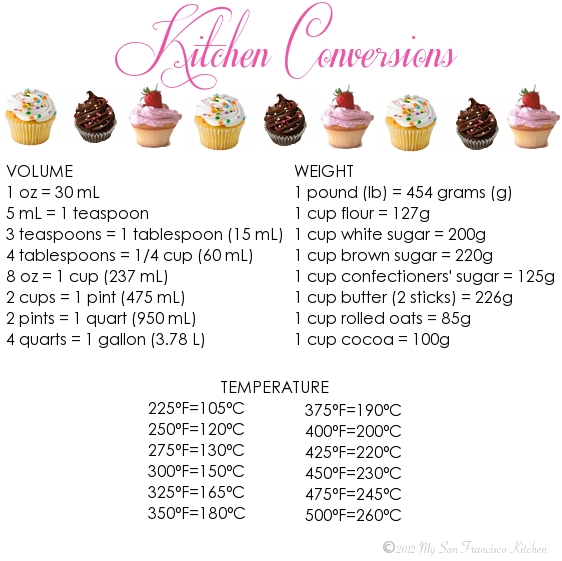 Kitchen Conversions
VOLUME
1 oz = 30 mL
5 mL = 1 teaspoon
3 teaspoons = 1 tablespoon (15 mL)
4 tablespoons = 1/4 cup (60 mL)
8 oz = 1 cup (237 mL)
2 cups = 1 pint (475 mL)
2 pints = 1 quart (950 mL)
4 quarts = 1 gallon (3.78 L)
WEIGHT
1 pound (lb) = 454 grams (g)
1 cup flour = 127g
1 cup white sugar = 200g
1 cup brown sugar = 220g
1 cup confectioners' sugar = 125g
1 cup butter (2 sticks) = 226g
1 cup rolled oats = 85g
1 cup cocoa = 100g
TEMPERATURE
225ºF=105ºC
250ºF=120ºC
275ºF=130ºC
300ºF=150ºC
325ºF=165ºC
350ºF=180ºC
375ºF=190ºC
400ºF=200ºC
425ºF=220ºC
450ºF=230ºC
475ºF=245ºC
500ºF=260ºC
©2012 My San Francisco Kitchen